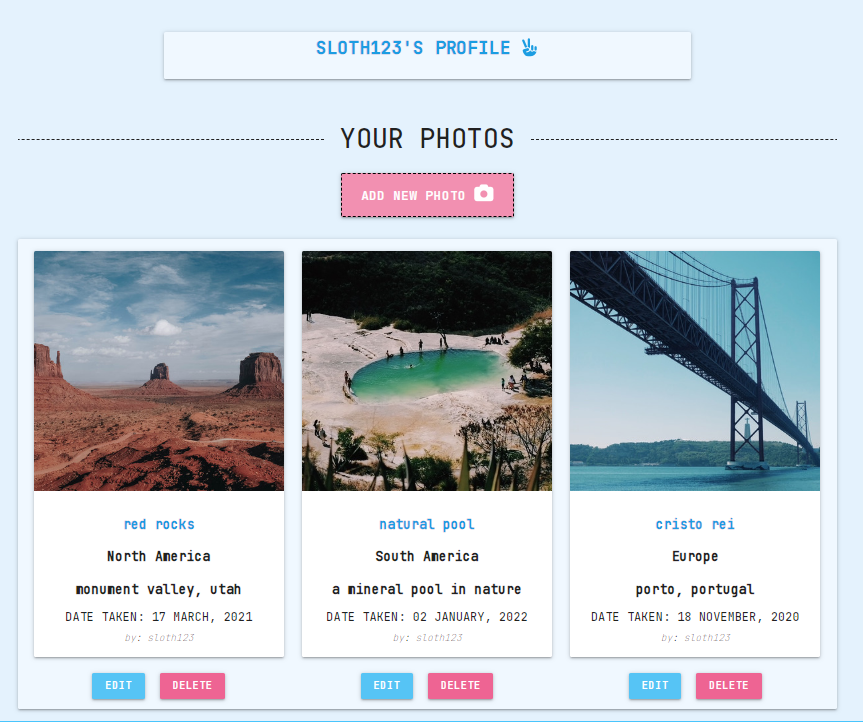 SLOTH123'S PROFILE
YOUR PHOTOS
ADD NEW PHOTO
red rocks
North America
monument valley, utah
DATE TAKEN: 17 MARCH, 2021
by: sloth123
EDIT DELETE
natural pool
South America
a mineral pool in nature
DATE TAKEN: 02 JANUARY, 2022
by: sloth123
EDIT DELETE
cristo rei
Europe
porto, portugal
DATE TAKEN: 18 NOVEMBER, 2020
by: sloth123
EDIT DELETE